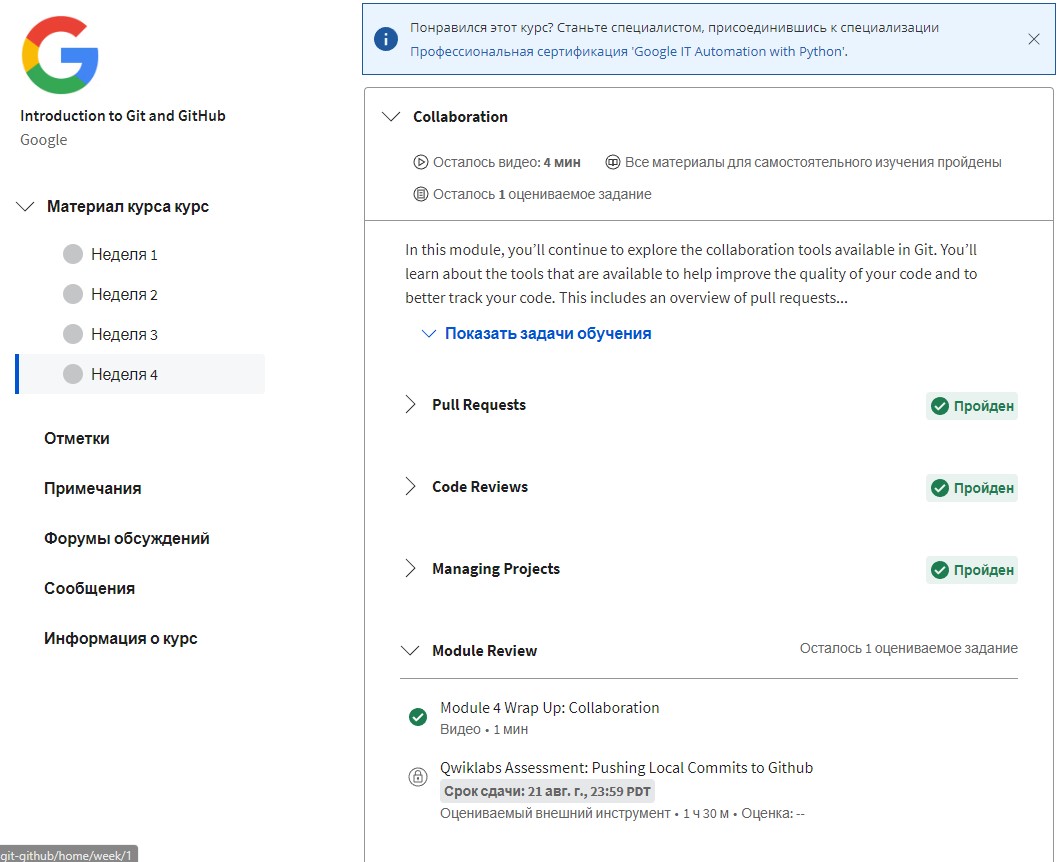 Introduction to Git and GitHub
Google
Материал курса курс
Неделя 1
Неделя 2
Неделя 3
Неделя 4
Отметки
Примечания
Форумы обсуждений
Сообщения
Информация о курс
Понравился этот курс? Станьте специалистом, присоединившись к специализации
Профессиональная сертификация 'Google IT Automation with Python'.
Collaboration
Осталось видео: 4 мин
Все материалы для самостоятельного изучения пройдены
Осталось 1 оцениваемое задание
In this module, you’ll continue to explore the collaboration tools available in Git. You’ll
learn about the tools that are available to help improve the quality of your code and to
better track your code. This includes an overview of pull requests...
Показать задачи обучения
Pull Requests
Пройден
Code Reviews
Пройден
Managing Projects
Пройден
Module Review
Осталось 1 оцениваемое задание
Module 4 Wrap Up: Collaboration
Видео • 1 мин
Qwiklabs Assessment: Pushing Local Commits to Github
Срок сдачи: 21 авг. г., 23:59 PDT
Оцениваемый внешний инструмент • 1 ч 30 м • Оценка: --
git-github/home/week/1